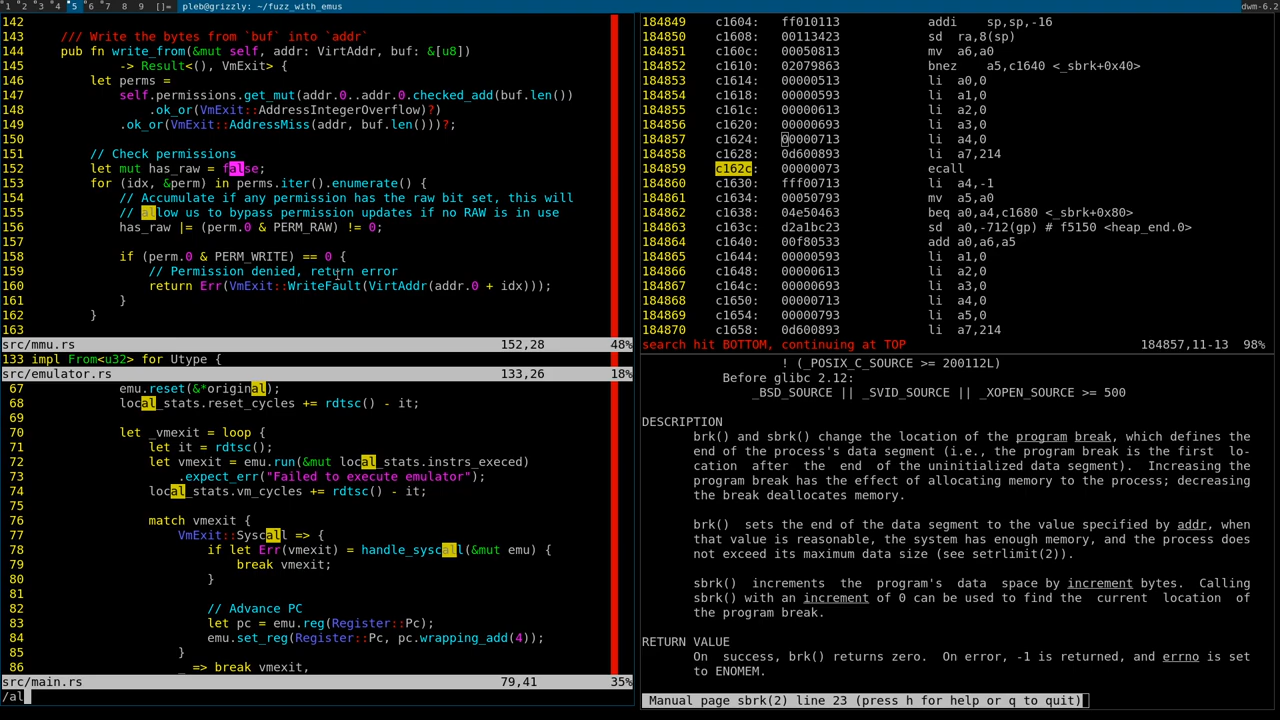 1 2 3 4 5 6 7 8 9 []= pleb@grizzly: ~/fuzz_with_emus dwm-6.2
142
143     /// Write the bytes from `buf` into `addr`
144     pub fn write_from(&mut self, addr: VirtAddr, buf: &[u8])
145             -> Result<(), VmExit> {
146         let perms =
147             self.permissions.get_mut(addr.0..addr.0.checked_add(buf.len())
148                 .ok_or(VmExit::AddressIntegerOverflow)?)
149             .ok_or(VmExit::AddressMiss(addr, buf.len()))?;
150
151         // Check permissions
152         let mut has_raw = false;
153         for (idx, &perm) in perms.iter().enumerate() {
154             // Accumulate if any permission has the raw bit set, this will
155             // allow us to bypass permission updates if no RAW is in use
156             has_raw |= (perm.0 & PERM_RAW) != 0;
157
158             if (perm.0 & PERM_WRITE) == 0 {
159                 // Permission denied, return error
160                 return Err(VmExit::WriteFault(VirtAddr(addr.0 + idx)));
161             }
162         }
163
src/mmu.rs 152,28 48%
133 impl From<u32> for Utype {
src/emulator.rs 133,26 18%
67             emu.reset(&*original);
68             local_stats.reset_cycles += rdtsc() - it;
69
70             let _vmexit = loop {
71                 let it = rdtsc();
72                 let vmexit = emu.run(&mut local_stats.instrs_execed)
73                     .expect_err("Failed to execute emulator");
74                 local_stats.vm_cycles += rdtsc() - it;
75
76                 match vmexit {
77                     VmExit::Syscall => {
78                         if let Err(vmexit) = handle_syscall(&mut emu) {
79                             break vmexit;
80                         }
81
82                         // Advance PC
83                         let pc = emu.reg(Register::Pc);
84                         emu.set_reg(Register::Pc, pc.wrapping_add(4));
85                     }
86                     _ => break vmexit,
src/main.rs 79,41 35%
/al
184849 c1604: ff010113 addi sp,sp,-16
184850 c1608: 00113423 sd ra,8(sp)
184851 c160c: 00050813 mv a6,a0
184852 c1610: 02079863 bnez a5,c1640 <_sbrk+0x40>
184853 c1614: 00000513 li a0,0
184854 c1618: 00000593 li a1,0
184855 c161c: 00000613 li a2,0
184856 c1620: 00000693 li a3,0
184857 c1624: 00000713 li a4,0
184858 c1628: 0d600893 li a7,214
184859 c162c: 00000073 ecall
184860 c1630: fff00713 li a4,-1
184861 c1634: 00050793 mv a5,a0
184862 c1638: 04e50463 beq a0,a4,c1680 <_sbrk+0x80>
184863 c163c: d2a1bc23 sd a0,-712(gp) # f5150 <heap_end.0>
184864 c1640: 00f80533 add a0,a6,a5
184865 c1644: 00000593 li a1,0
184866 c1648: 00000613 li a2,0
184867 c164c: 00000693 li a3,0
184868 c1650: 00000713 li a4,0
184869 c1654: 00000793 li a5,0
184870 c1658: 0d600893 li a7,214
search hit BOTTOM, continuing at TOP 184857,11-13 98%
! (_POSIX_C_SOURCE >= 200112L)
Before glibc 2.12:
_BSD_SOURCE || _SVID_SOURCE || _XOPEN_SOURCE >= 500
DESCRIPTION
brk() and sbrk() change the location of the program break, which defines the
end of the process's data segment (i.e., the program break is the first lo-
cation after the end of the uninitialized data segment). Increasing the
program break has the effect of allocating memory to the process; decreasing
the break deallocates memory.
brk() sets the end of the data segment to the value specified by addr, when
that value is reasonable, the system has enough memory, and the process does
not exceed its maximum data size (see setrlimit(2)).
sbrk() increments the program's data space by increment bytes. Calling
sbrk() with an increment of 0 can be used to find the current location of
the program break.
RETURN VALUE
On success, brk() returns zero. On error, -1 is returned, and errno is set
to ENOMEM.
Manual page sbrk(2) line 23 (press h for help or q to quit)